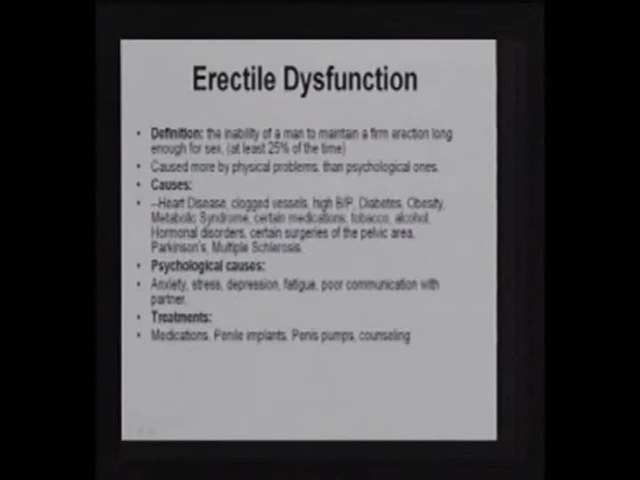 Erectile Dysfunction
• Definition: the inability of a man to maintain a firm erection long
enough for sex, (at least 25% of the time)
• Caused more by physical problems, than psychological ones.
• Causes:
• –Heart Disease, clogged vessels, high B/P, Diabetes, Obesity,
Metabolic Syndrome, certain medications, tobacco, alcohol.
Hormonal disorders, certain surgeries of the pelvic area,
Parkinson's, Multiple Schlerosis.
• Psychological causes:
• Anxiety, stress, depression, fatigue, poor communication with
partner.
• Treatments:
• Medications, Penile implants, Penis pumps, counseling